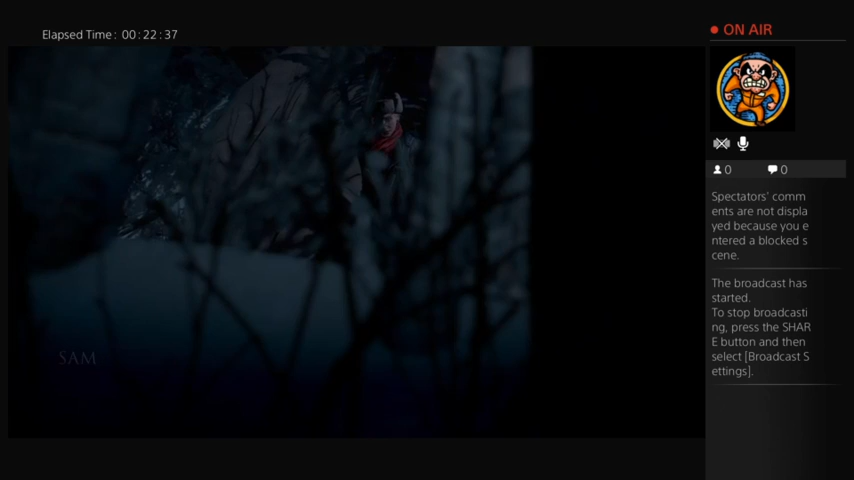 Elapsed Time: 00:22:37
ON AIR
0 0
Spectators' comm
ents are not displa
yed because you e
ntered a blocked s
cene.
The broadcast has
started.
To stop broadcasti
ng, press the SHAR
E button and then
select [Broadcast S
ettings].
SAM